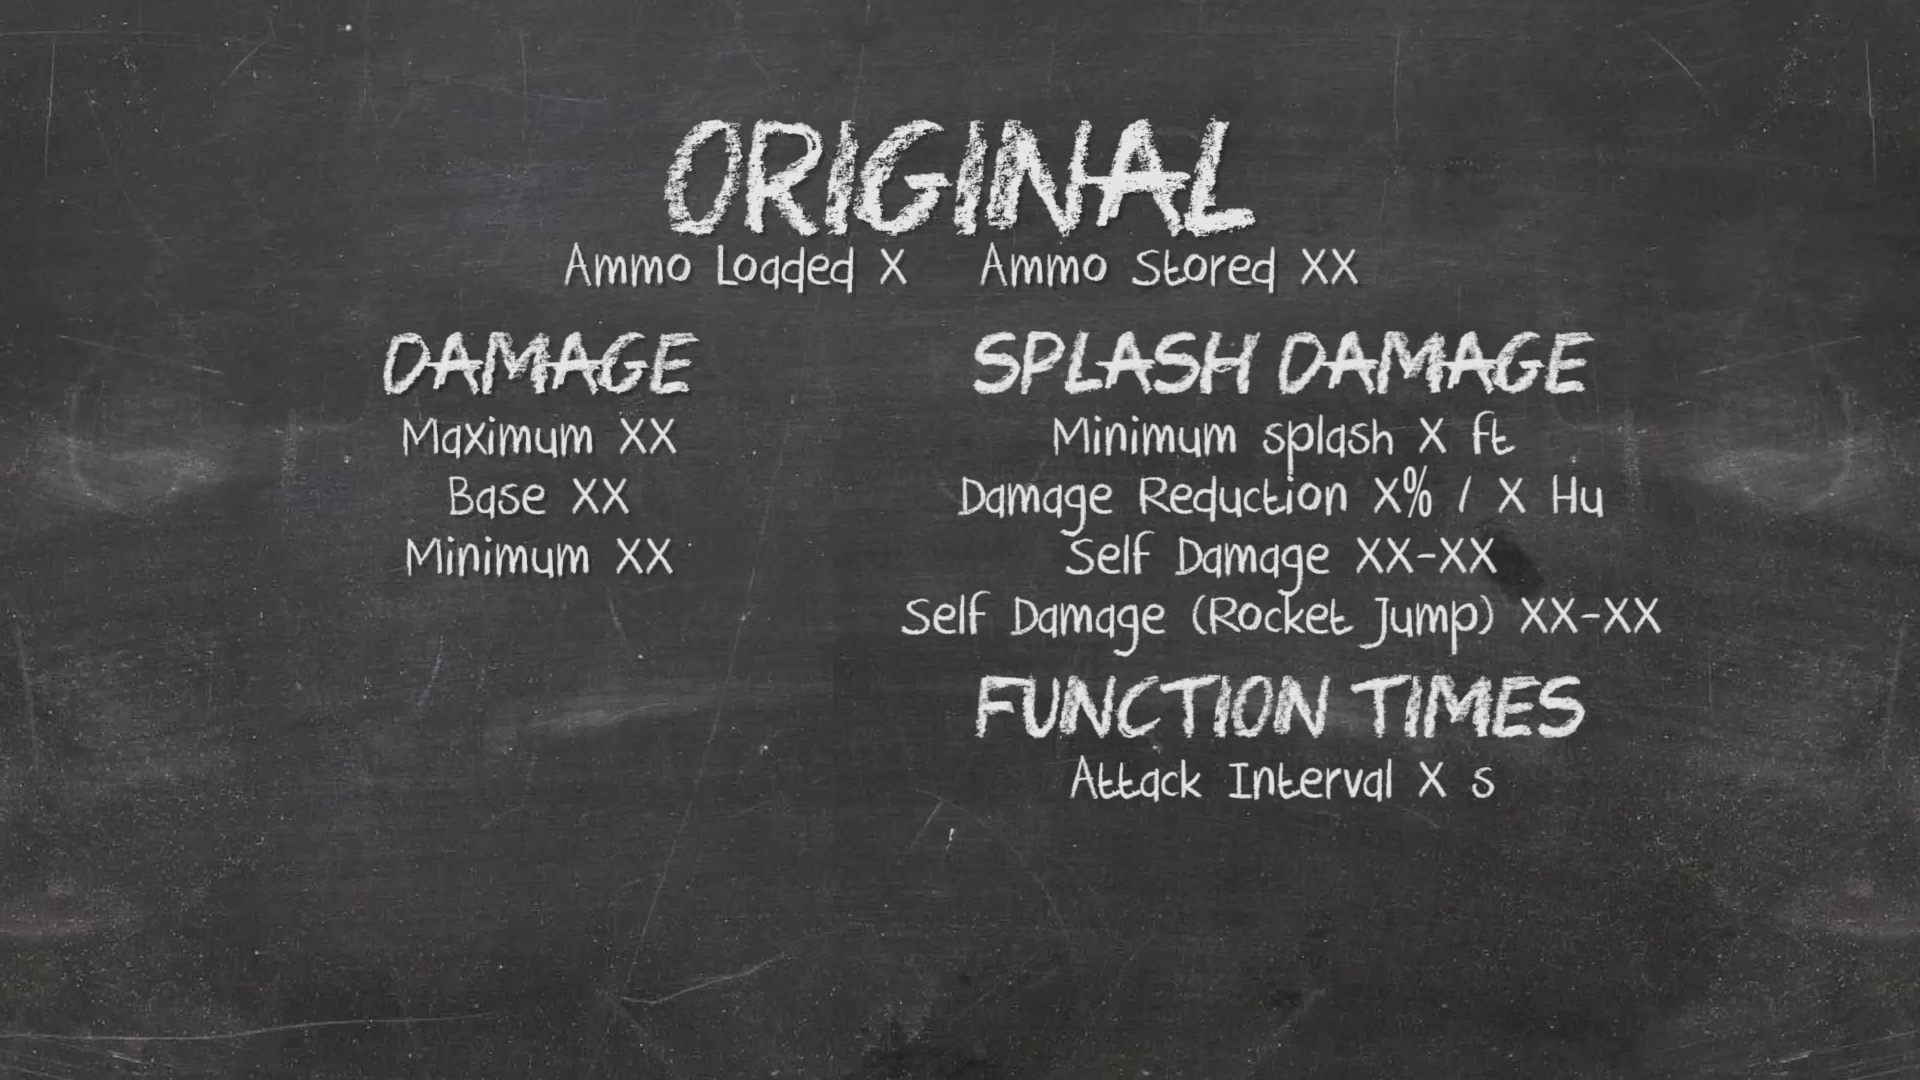 ORIGINAL
Ammo Loaded X Ammo Stored XX
DAMAGE
Maximum XX
Base XX
Minimum XX
SPLASH DAMAGE
Minimum splash X ft
Damage Reduction X% / X Hu
Self Damage XX-XX
Self Damage (Rocket Jump) XX-XX
FUNCTION TIMES
Attack Interval X s